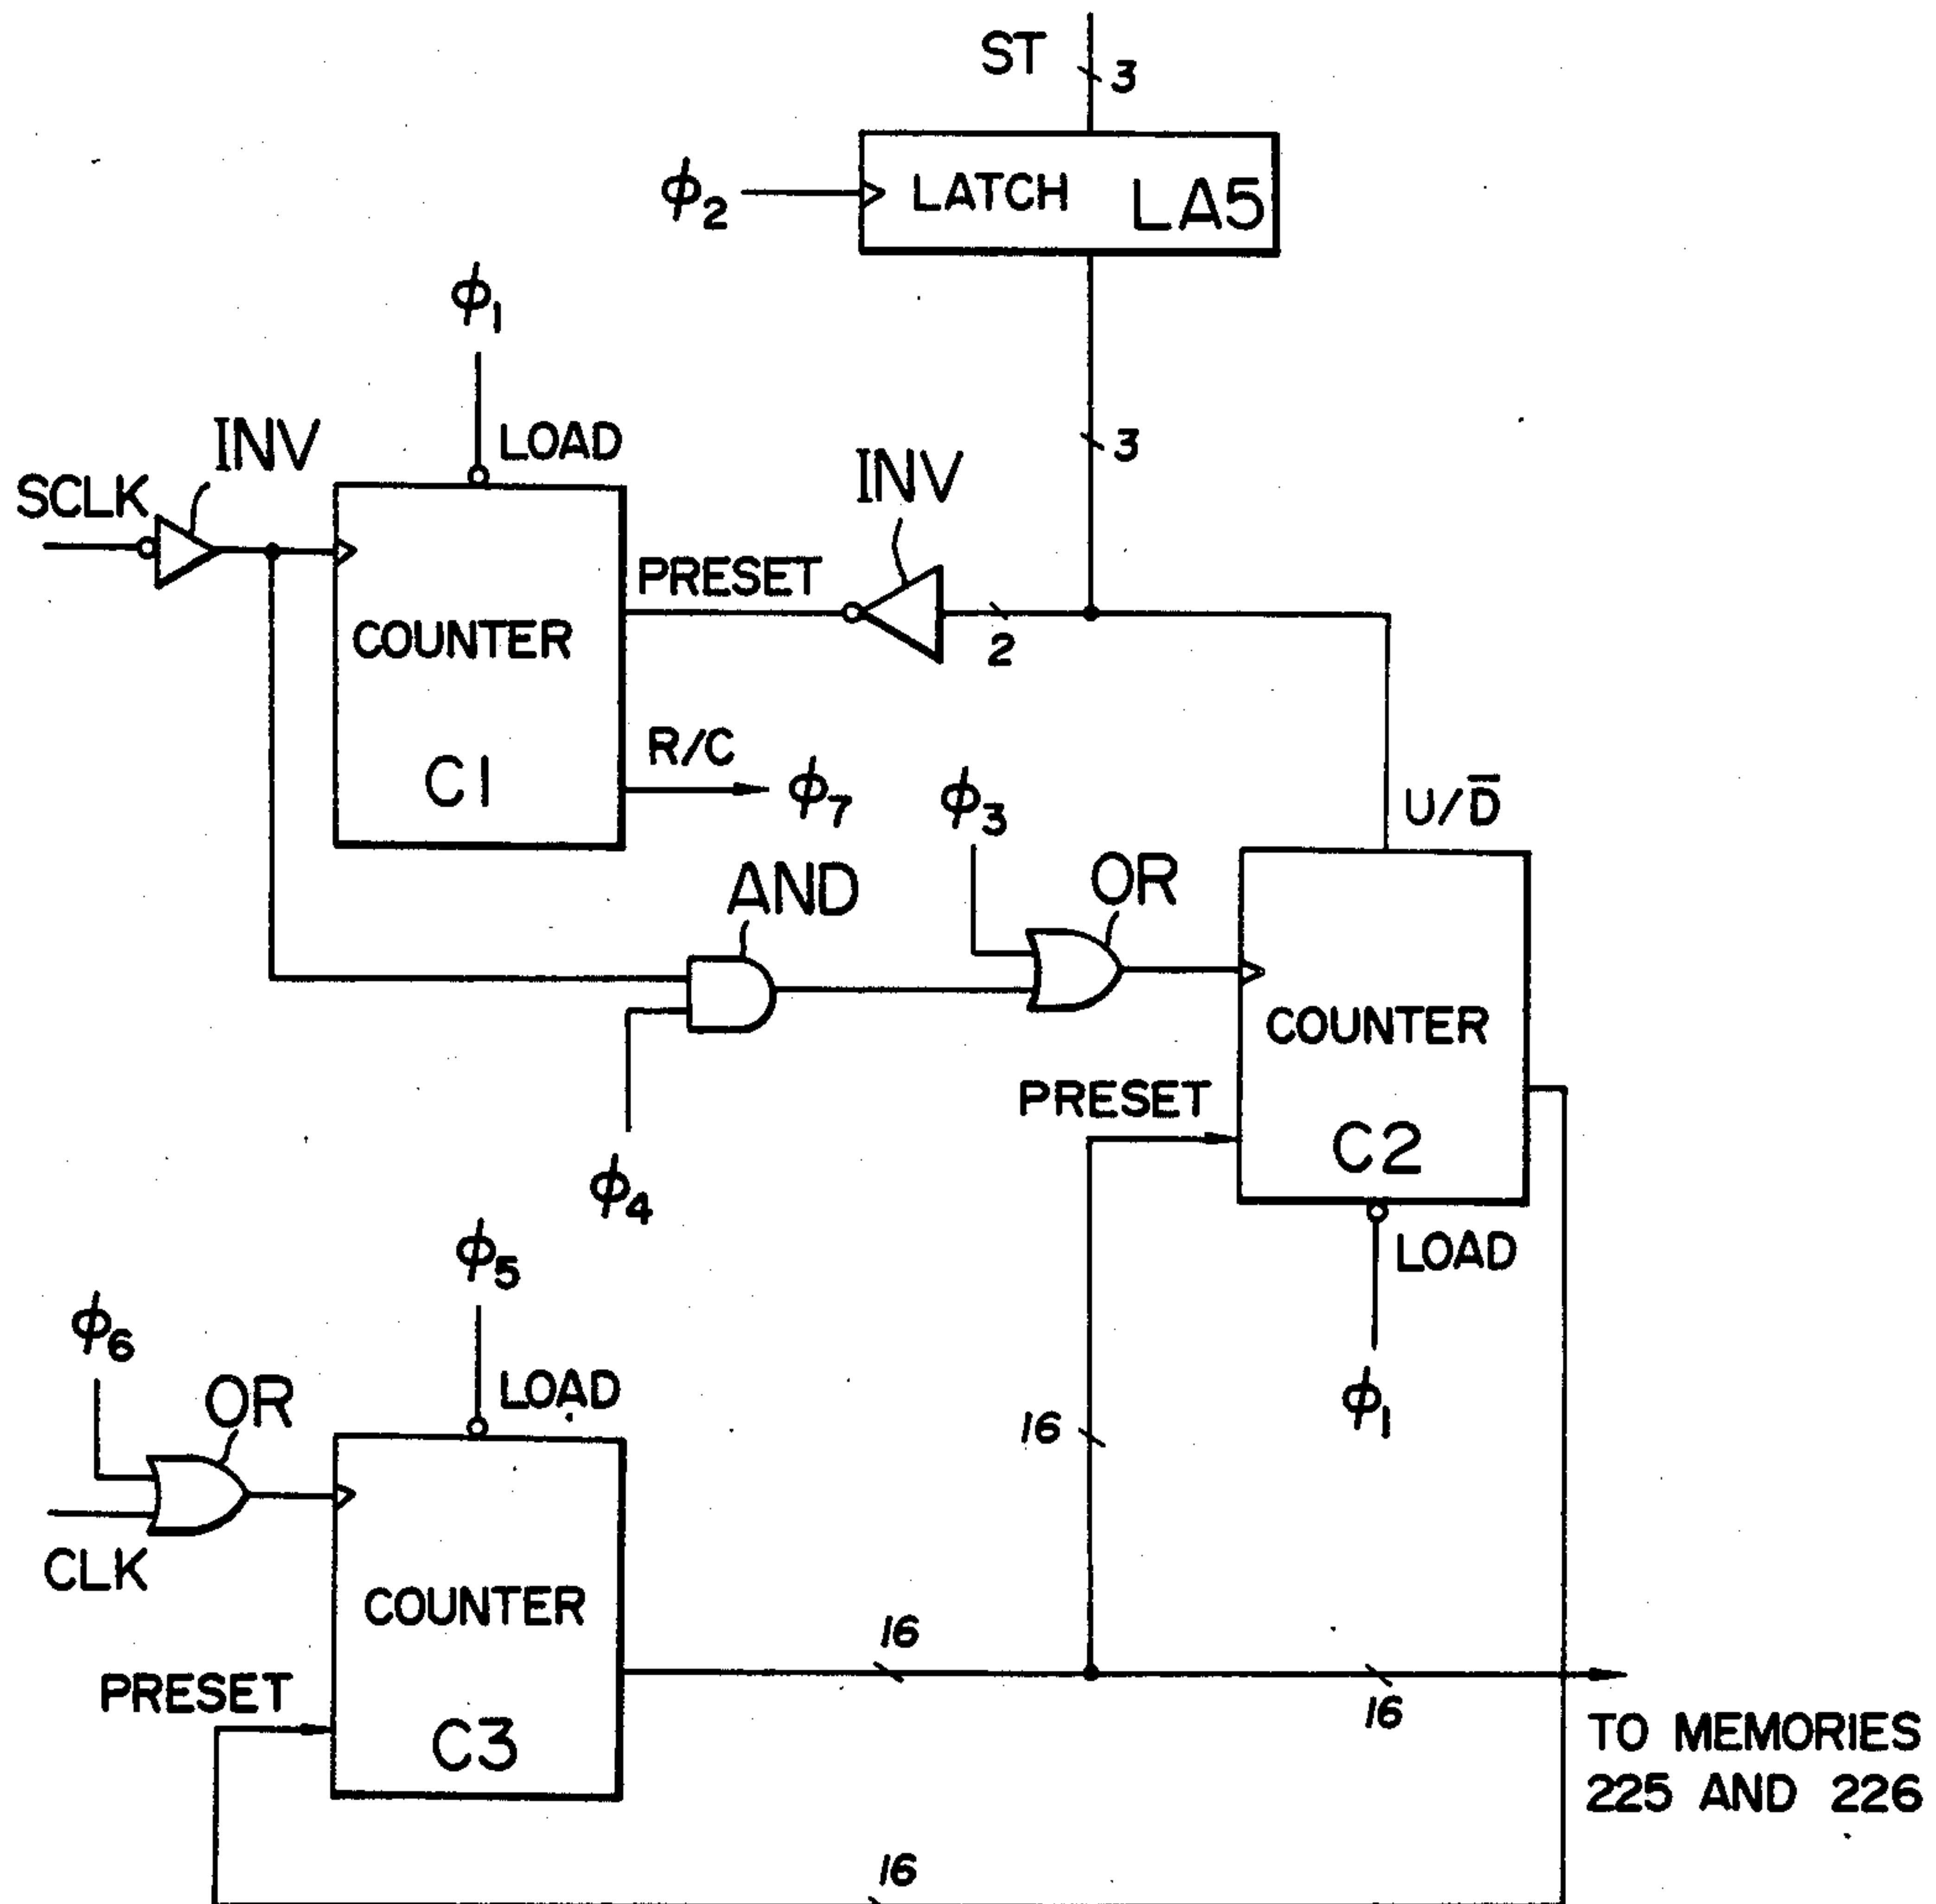 ST
3
ϕ2
LATCH LA5
ϕ1
LOAD
INV
SCLK
3
INV
PRESET
2
COUNTER
C1
R/C
ϕ7
ϕ3
U/D̅
AND
OR
COUNTER
PRESET
C2
ϕ4
LOAD
ϕ1
ϕ5
ϕ6
LOAD
OR
16
CLK
COUNTER
16
16
PRESET
C3
TO MEMORIES
225 AND 226
16